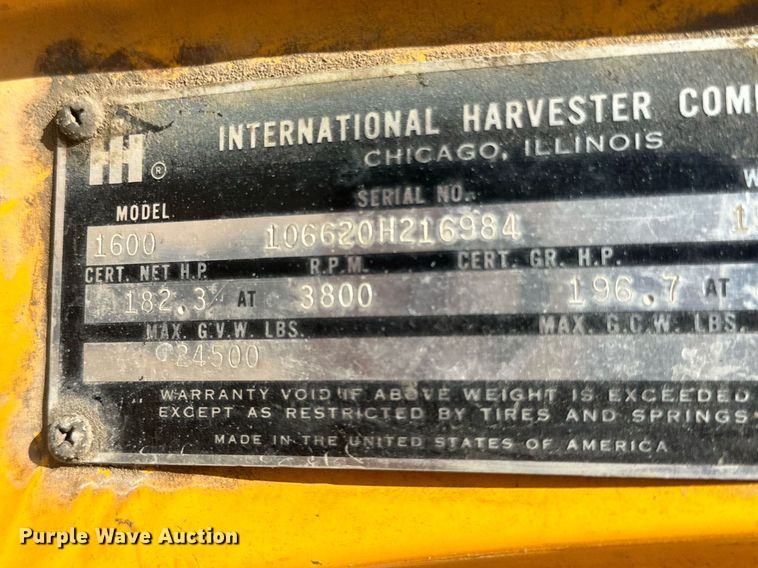 INTERNATIONAL HARVESTER COMP
CHICAGO, ILLINOIS
IH ®
MODEL SERIAL NO. W
1600 106620H216984 1
CERT. NET H.P. R.P.M. CERT. GR. H.P.
182.3 AT 3800 196.7 AT
MAX. G.V.W. LBS. MAX. G.C.W. LBS.
24500
WARRANTY VOID IF ABOVE WEIGHT IS EXCEEDED
EXCEPT AS RESTRICTED BY TIRES AND SPRINGS
MADE IN THE UNITED STATES OF AMERICA
Purple Wave Auction®